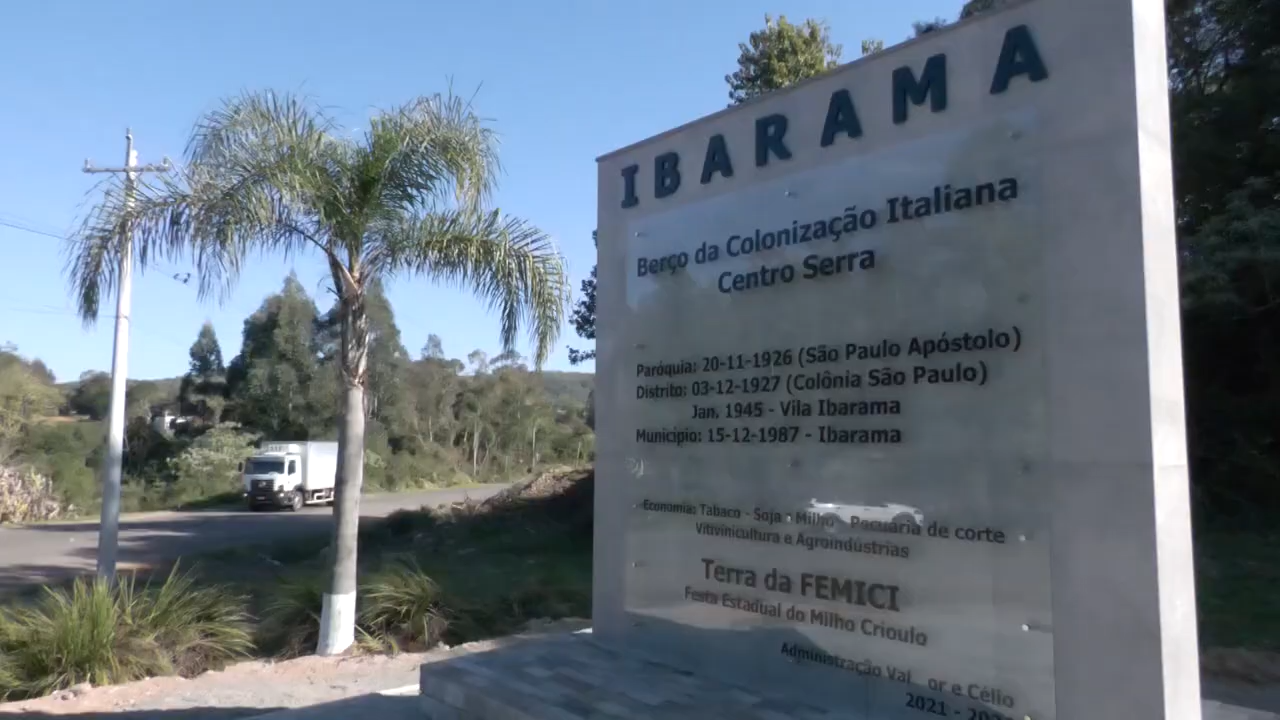 IBARAMA
Berço da Colonização Italiana
Centro Serra
Paróquia: 20-11-1926 (São Paulo Apóstolo)
Distrito: 03-12-1927 (Colônia São Paulo)
Jan. 1945 - Vila Ibarama
Município: 15-12-1987 - Ibarama
Economia: Tabaco - Soja - Milho - Pecuária de corte
Vitivinicultura e Agroindústrias
Terra da FEMICI
Festa Estadual do Milho Crioulo
Administração Val or e Célio
2021 -